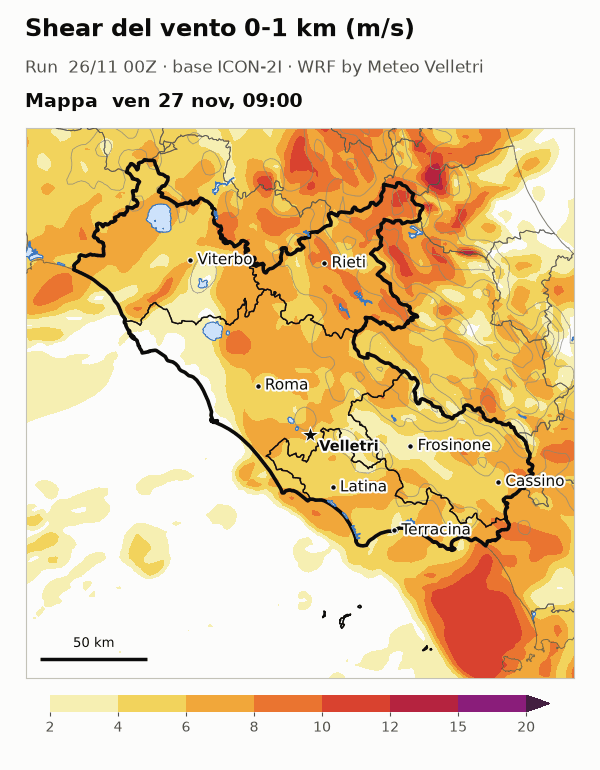 Shear del vento 0-1 km (m/s)
Run  26/11 00Z · base ICON-2I · WRF by Meteo Velletri
Mappa  ven 27 nov, 09:00
Viterbo
Rieti
Roma
Velletri
Frosinone
Cassino
Latina
Terracina
50 km
2 4 6 8 10 12 15 20